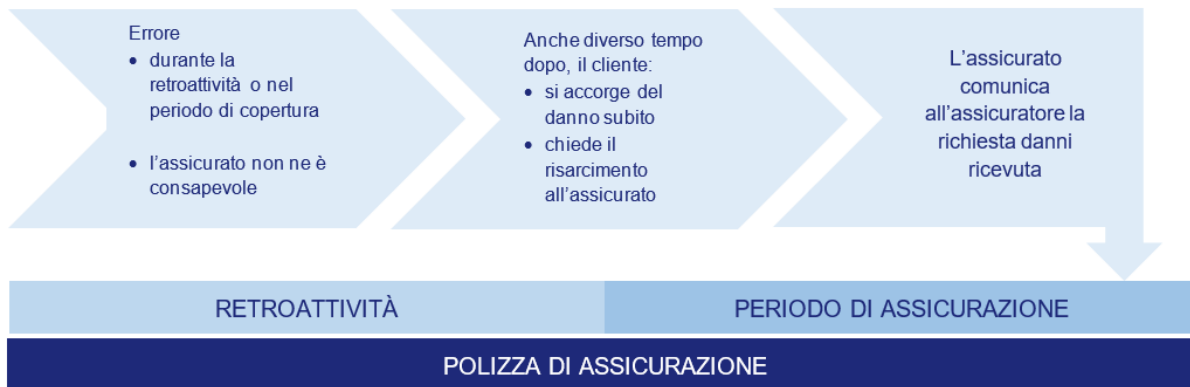 Errore
• durante la
retroattività o nel
periodo di copertura
• l'assicurato non ne è
consapevole
Anche diverso tempo
dopo, il cliente:
• si accorge del
danno subito
• chiede il
risarcimento
all'assicurato
L'assicurato
comunica
all'assicuratore la
richiesta danni
ricevuta
RETROATTIVITÀ
PERIODO DI ASSICURAZIONE
POLIZZA DI ASSICURAZIONE